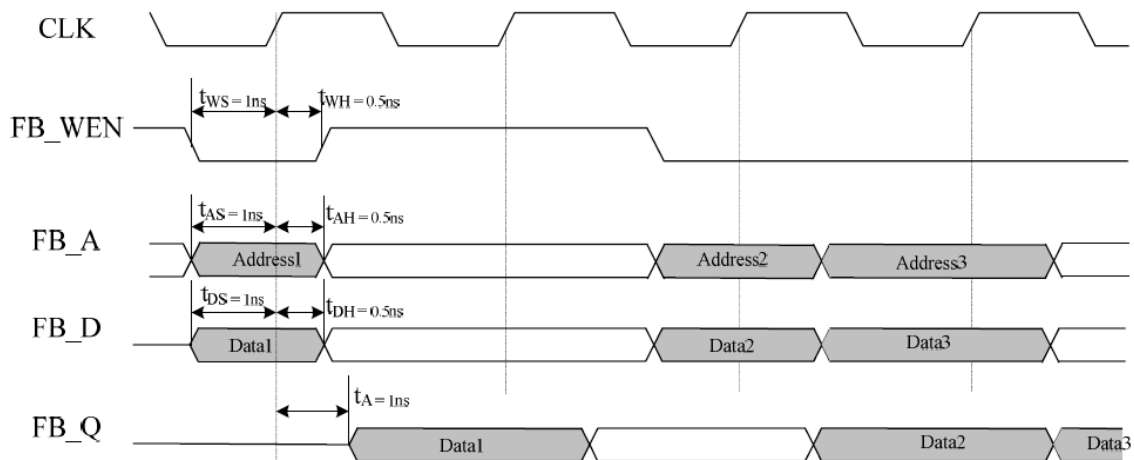 CLK
tWS = 1ns tWH = 0.5ns
FB_WEN
tAS = 1ns tAH = 0.5ns
FB_A Address1 Address2 Address3
tDS = 1ns tDH = 0.5ns
FB_D Data1 Data2 Data3
tA = 1ns
FB_Q Data1 Data2 Data3